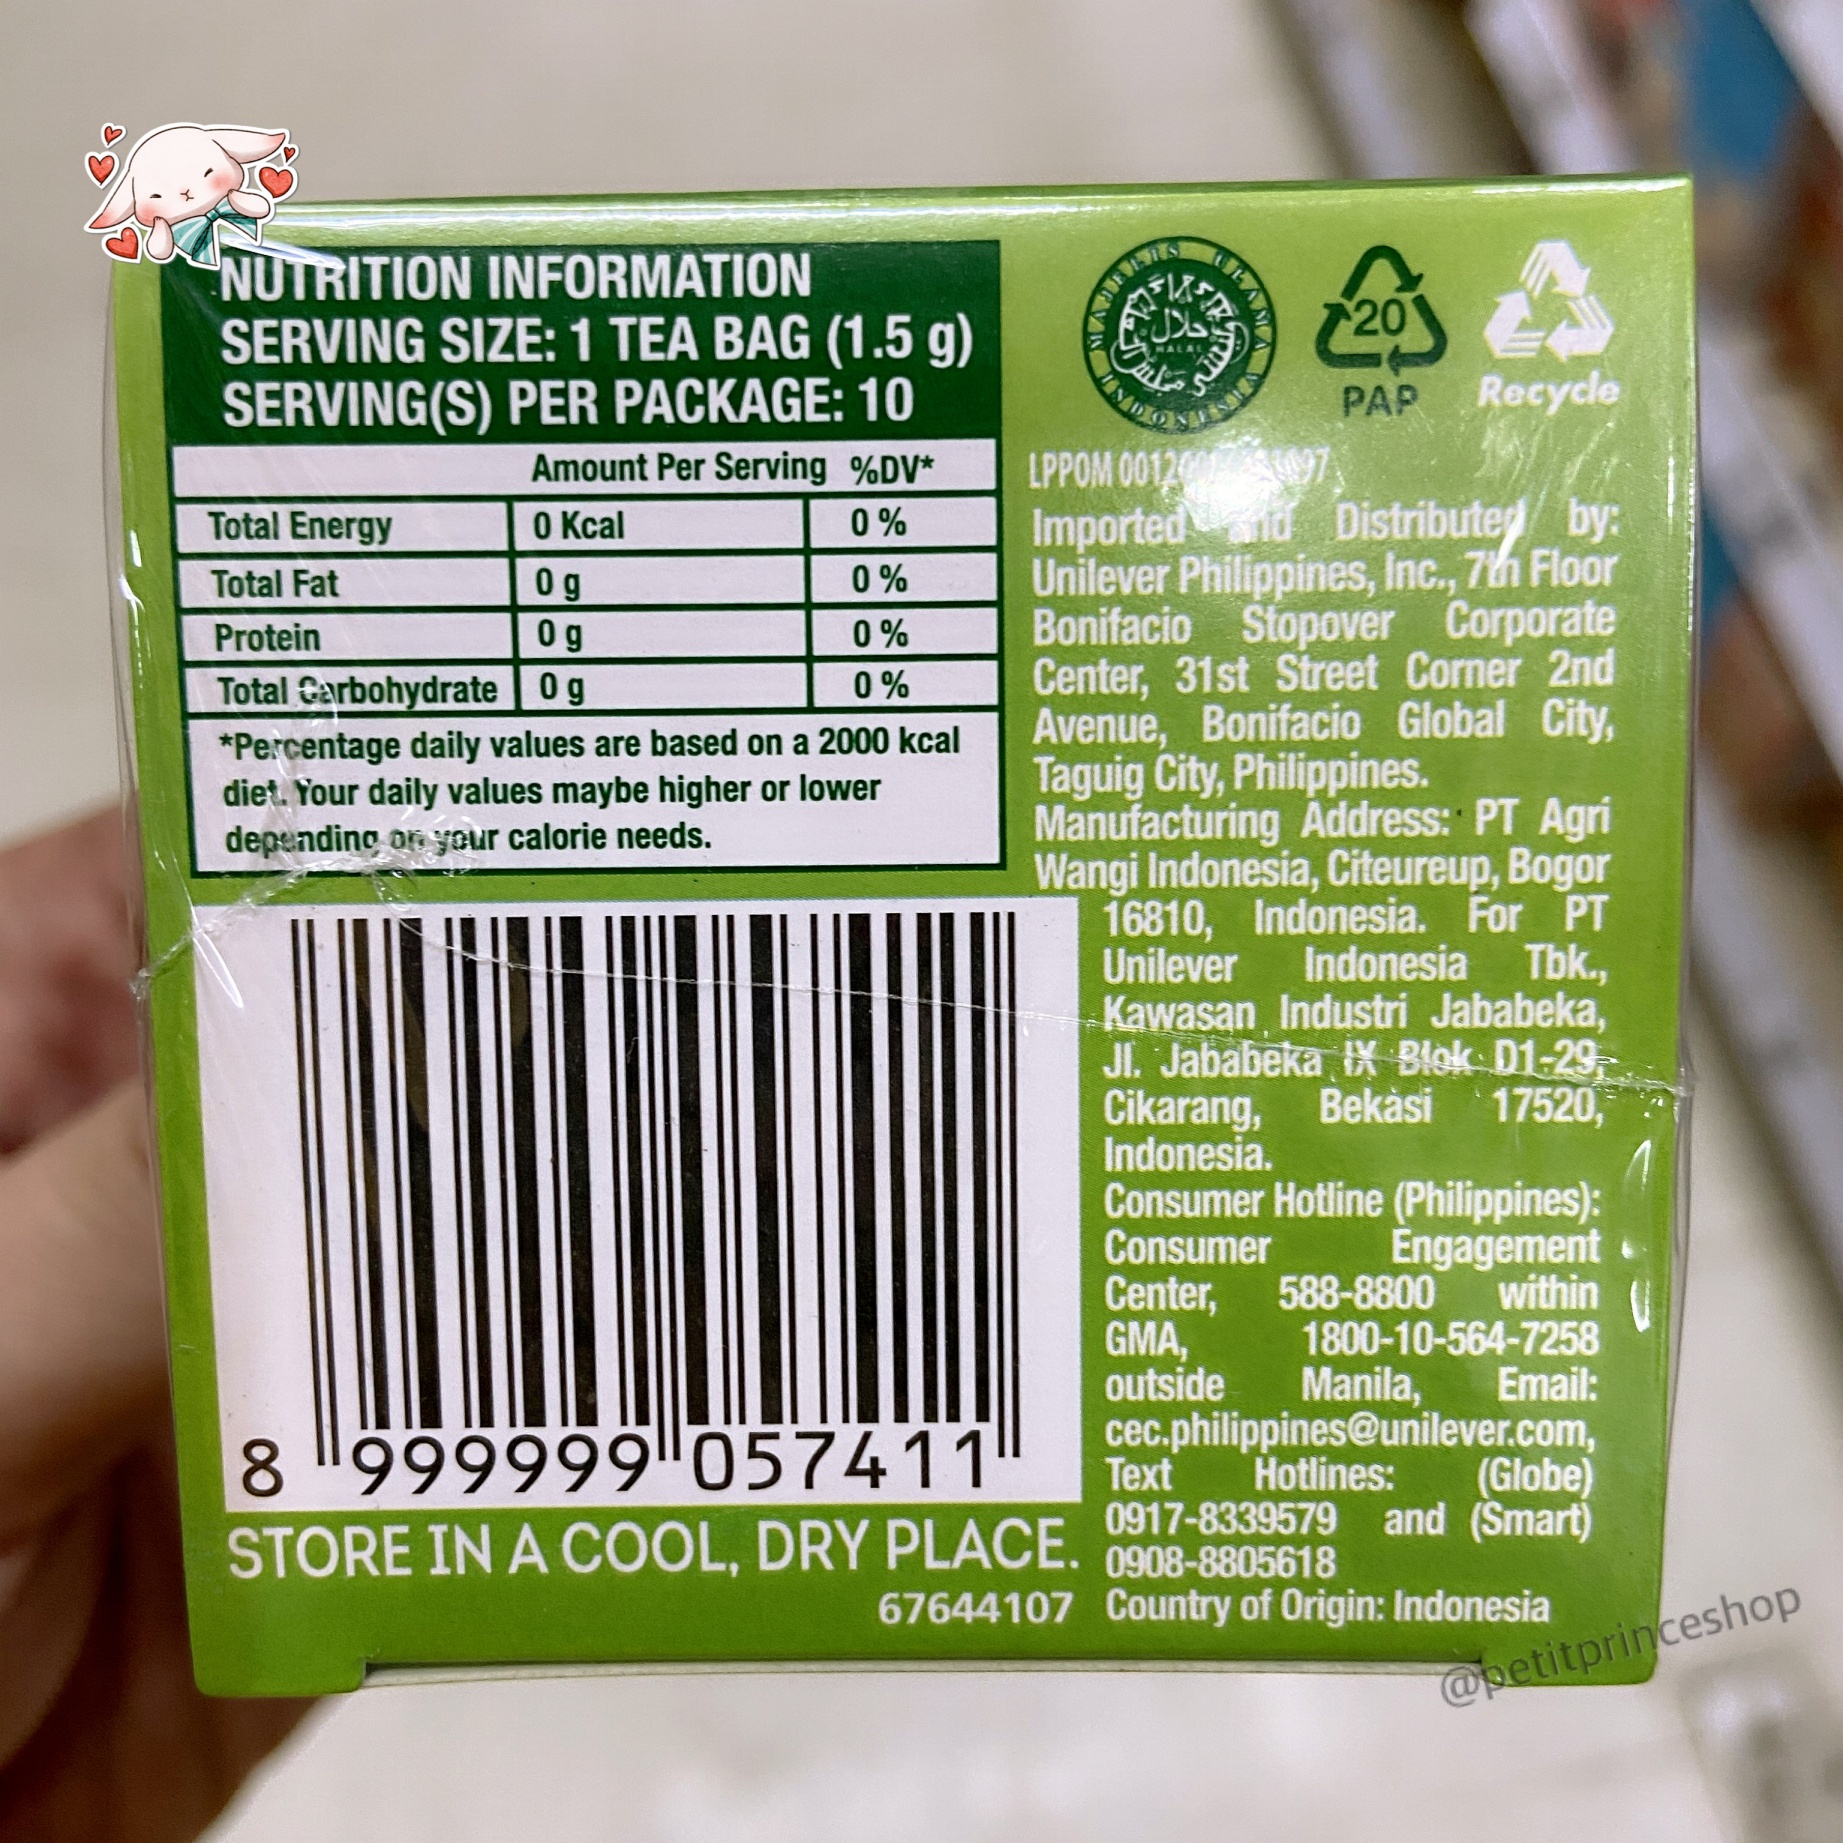 NUTRITION INFORMATION
SERVING SIZE: 1 TEA BAG (1.5 g)
SERVING(S) PER PACKAGE: 10
Amount Per Serving %DV*
Total Energy 0 Kcal 0 %
Total Fat 0 g 0 %
Protein 0 g 0 %
Total Carbohydrate 0 g 0 %
*Percentage daily values are based on a 2000 kcal
diet. Your daily values maybe higher or lower
depending on your calorie needs.
8 999999 057411
STORE IN A COOL, DRY PLACE.
67644107
MAJELIS ULAMA
INDONESIA
حلال
HALAL
20
PAP
Recycle
LPPOM
Imported and Distributed by:
Unilever Philippines, Inc., 7th Floor
Bonifacio Stopover Corporate
Center, 31st Street Corner 2nd
Avenue, Bonifacio Global City,
Taguig City, Philippines.
Manufacturing Address: PT Agri
Wangi Indonesia, Citeureup, Bogor
16810, Indonesia. For PT
Unilever Indonesia Tbk.,
Kawasan Industri Jababeka,
Jl. Jababeka IX Blok D1-29,
Cikarang, Bekasi 17520,
Indonesia.
Consumer Hotline (Philippines):
Consumer Engagement
Center, 588-8800 within
GMA, 1800-10-564-7258
outside Manila, Email:
cec.philippines@unilever.com,
Text Hotlines: (Globe)
0917-8339579 and (Smart)
0908-8805618
Country of Origin: Indonesia
@petitprinceshop